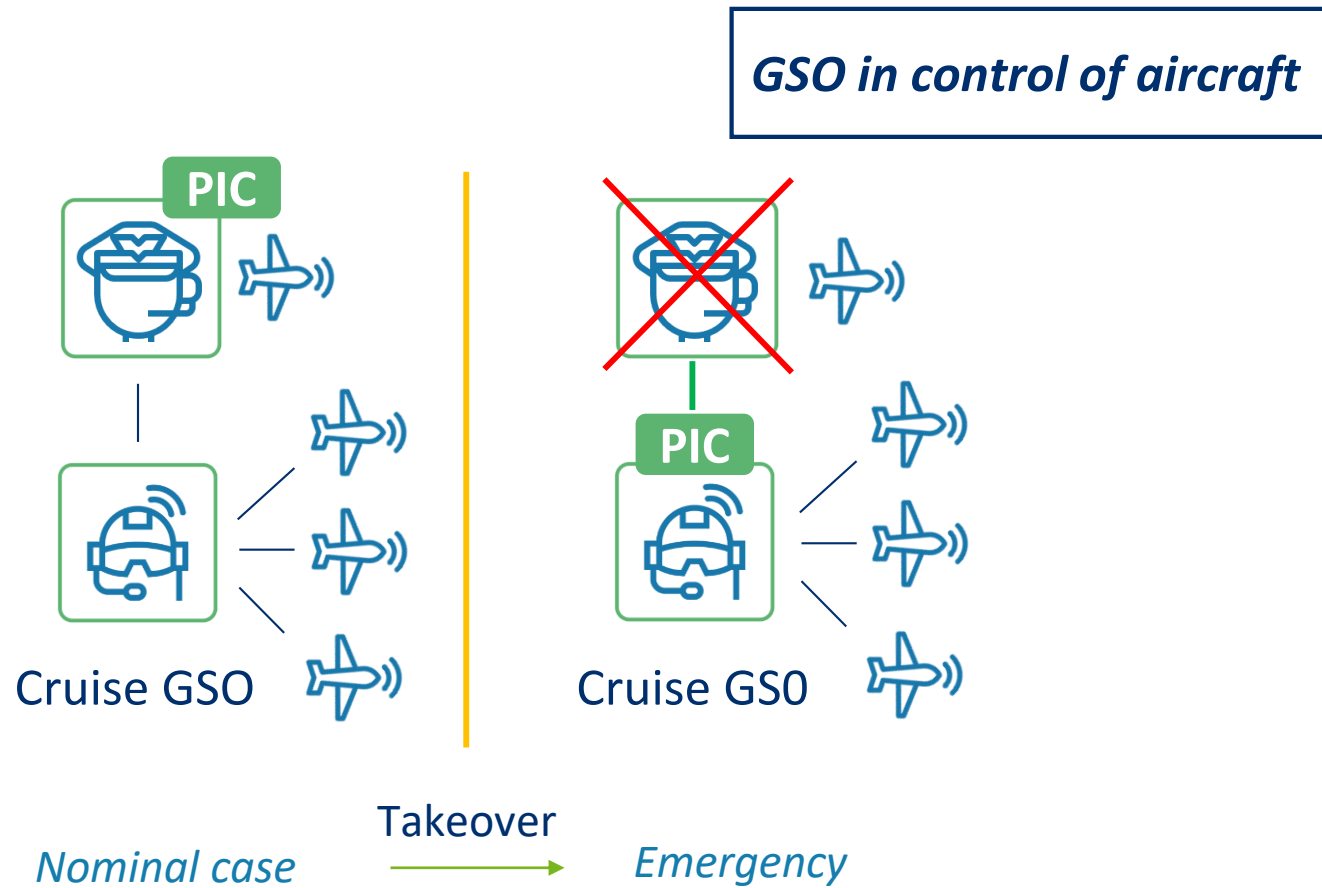 GSO in control of aircraft
PIC
PIC
Cruise GSO
Cruise GS0
Takeover
Nominal case
Emergency